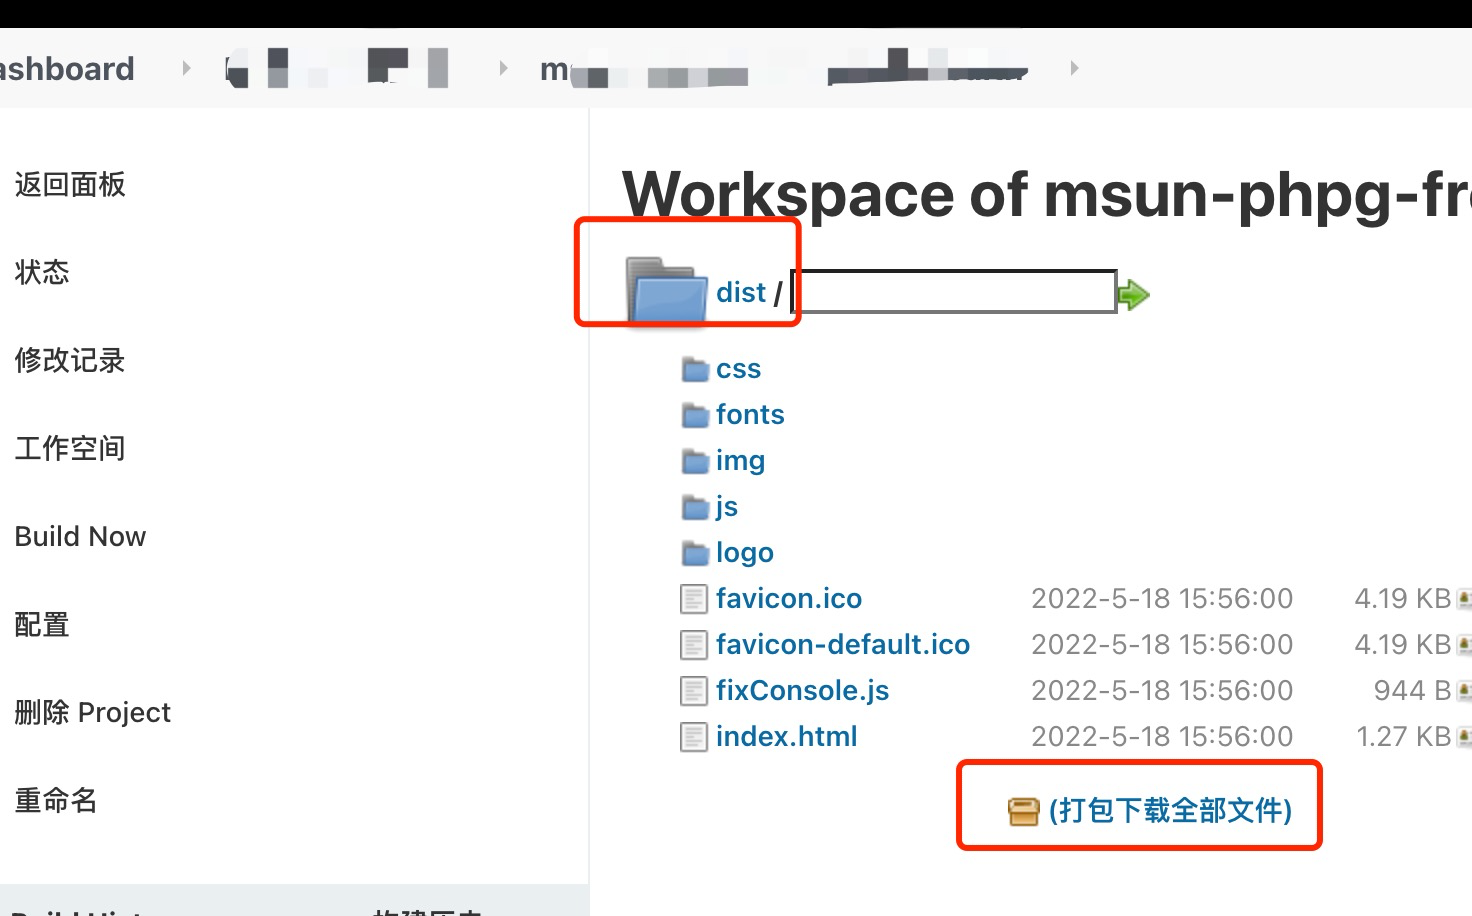 ashboard
返回面板
状态
修改记录
工作空间
Build Now
配置
删除 Project
重命名
Workspace of msun-phpg-fr
dist /
css
fonts
img
js
logo
favicon.ico 2022-5-18 15:56:00 4.19 KB
favicon-default.ico 2022-5-18 15:56:00 4.19 KB
fixConsole.js 2022-5-18 15:56:00 944 B
index.html 2022-5-18 15:56:00 1.27 KB
(打包下载全部文件)